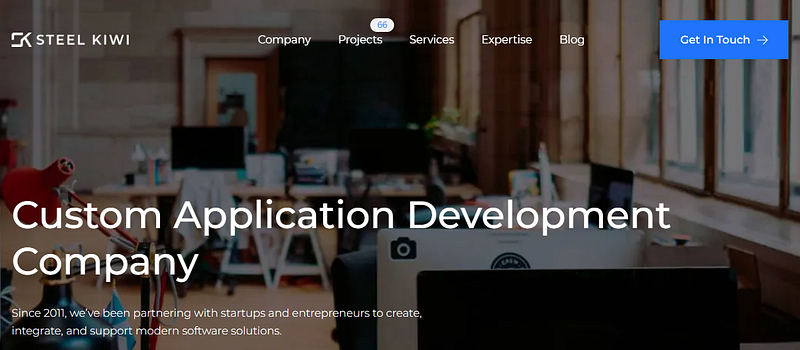 STEEL KIWI
66
Company Projects Services Expertise Blog
Get In Touch →
Custom Application Development
Company
Since 2011, we've been partnering with startups and entrepreneurs to create,
integrate, and support modern software solutions.